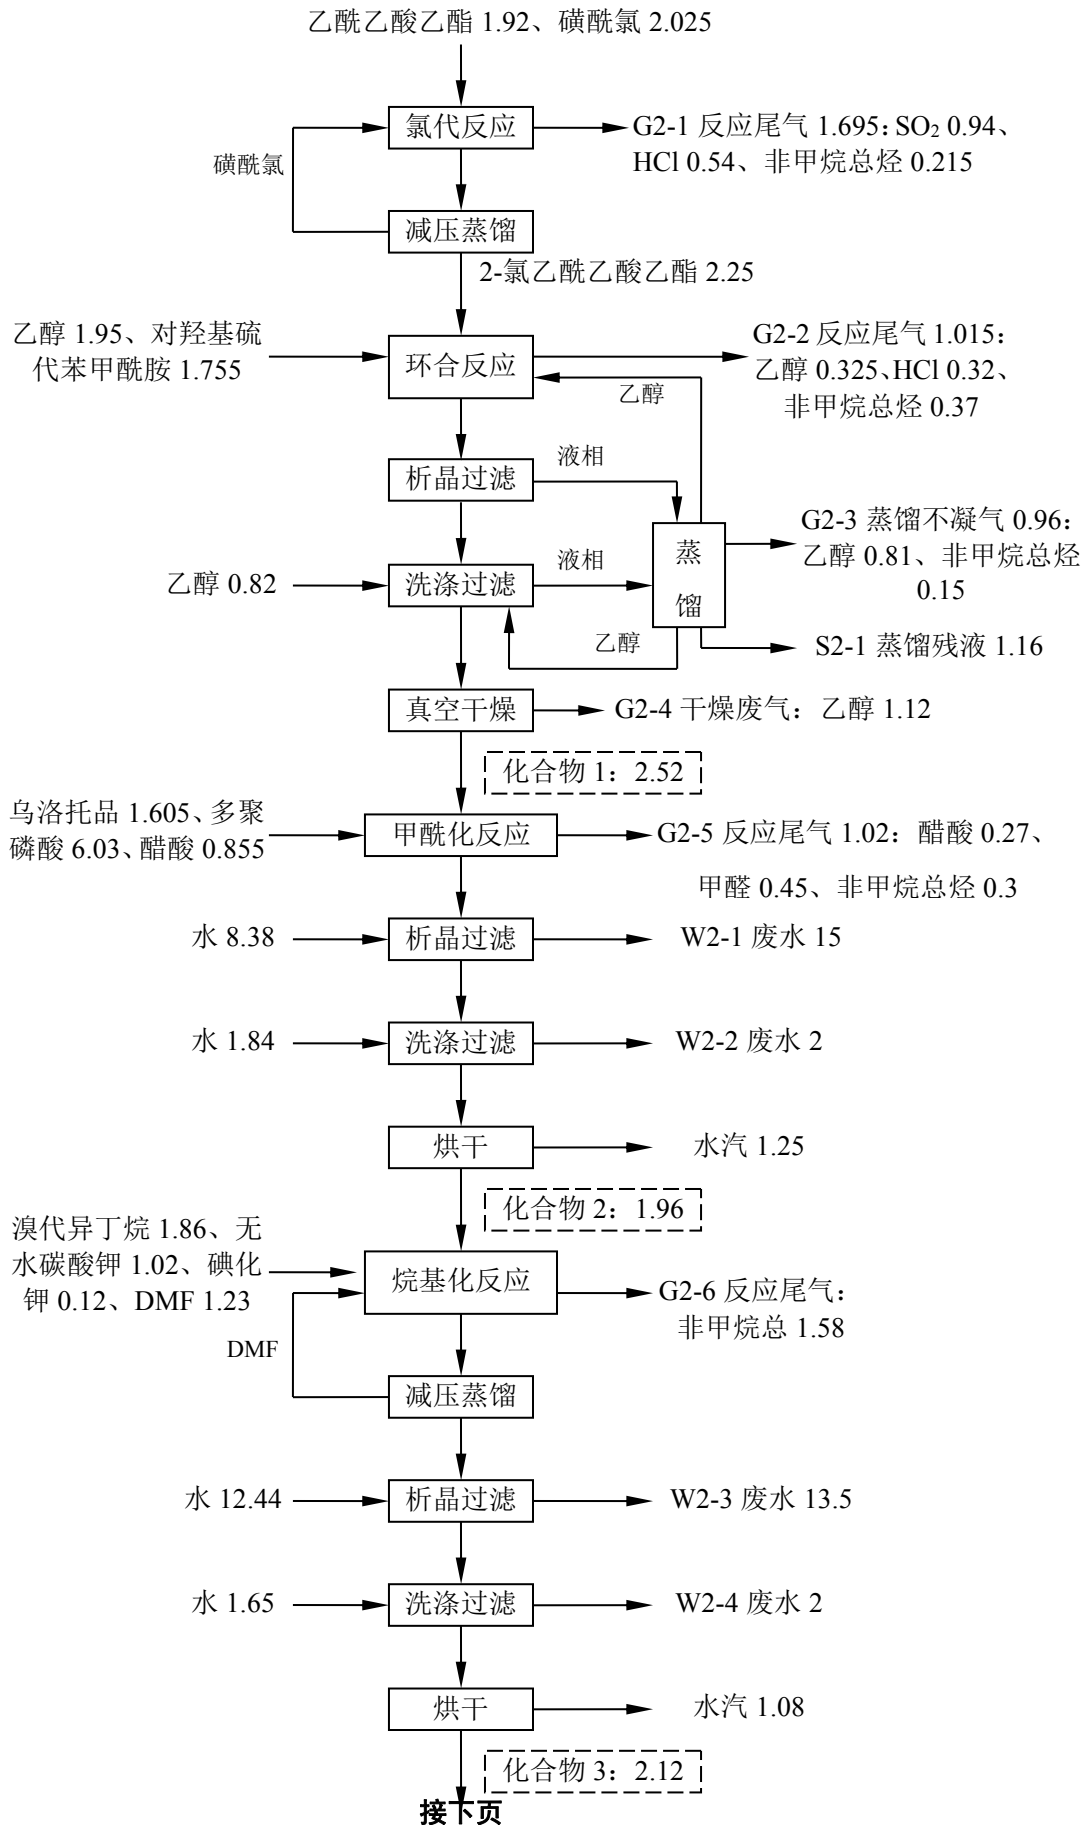 乙酰乙酸乙酯 1.92、磺酰氯 2.025
氯代反应
G2-1 反应尾气 1.695：SO₂ 0.94、
HCl 0.54、非甲烷总烃 0.215
磺酰氯
减压蒸馏
2-氯乙酰乙酸乙酯 2.25
乙醇 1.95、对羟基硫
代苯甲酰胺 1.755
环合反应
G2-2 反应尾气 1.015：
乙醇 0.325、HCl 0.32、
非甲烷总烃 0.37
乙醇
析晶过滤
液相
蒸
馏
G2-3 蒸馏不凝气 0.96：
乙醇 0.81、非甲烷总烃
0.15
乙醇 0.82
洗涤过滤
液相
乙醇
S2-1 蒸馏残液 1.16
真空干燥
G2-4 干燥废气：乙醇 1.12
化合物 1：2.52
乌洛托品 1.605、多聚
磷酸 6.03、醋酸 0.855
甲酰化反应
G2-5 反应尾气 1.02：醋酸 0.27、
甲醛 0.45、非甲烷总烃 0.3
水 8.38
析晶过滤
W2-1 废水 15
水 1.84
洗涤过滤
W2-2 废水 2
烘干
水汽 1.25
化合物 2：1.96
溴代异丁烷 1.86、无
水碳酸钾 1.02、碘化
钾 0.12、DMF 1.23
烷基化反应
G2-6 反应尾气：
非甲烷总 1.58
DMF
减压蒸馏
水 12.44
析晶过滤
W2-3 废水 13.5
水 1.65
洗涤过滤
W2-4 废水 2
烘干
水汽 1.08
化合物 3：2.12
接下页